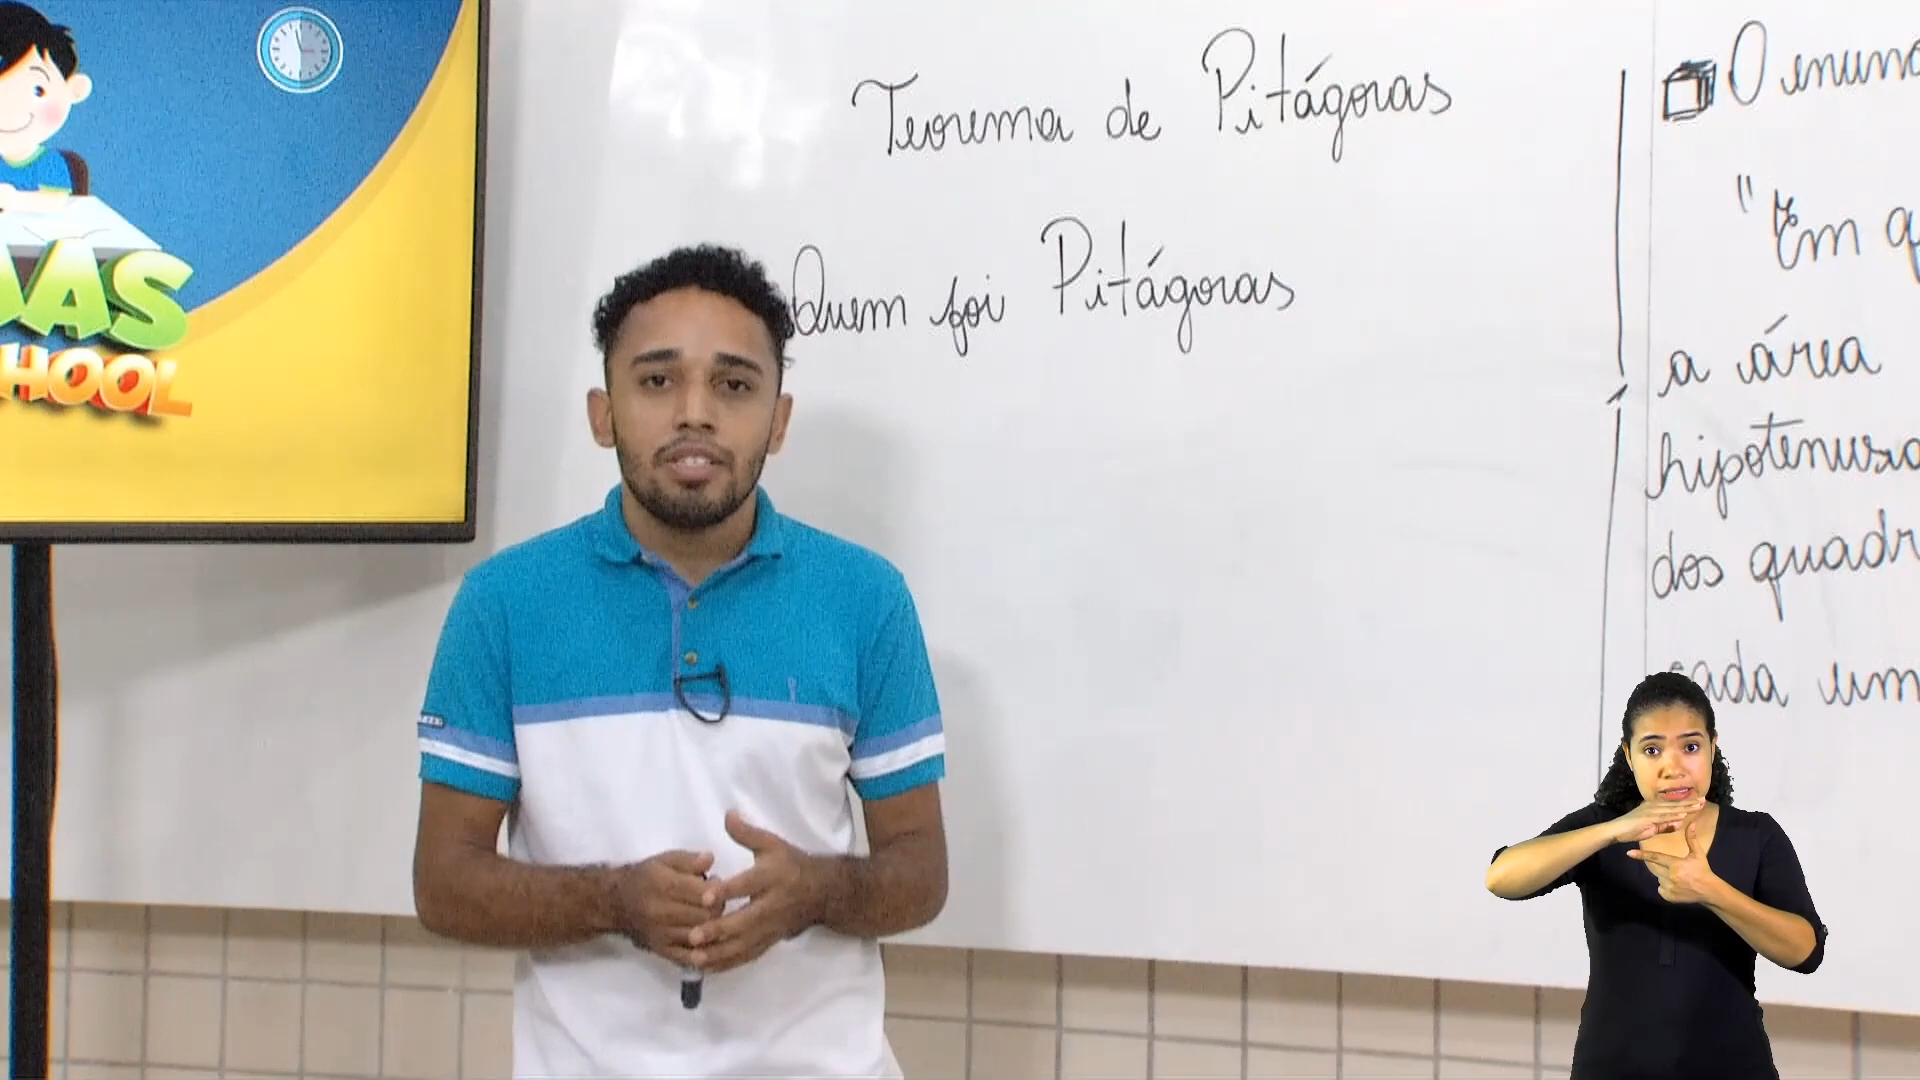 Teorema de Pitágoras
Quem foi Pitágoras
O enunc
"Em q
a área
hipotenusa
dos quadr
cada um